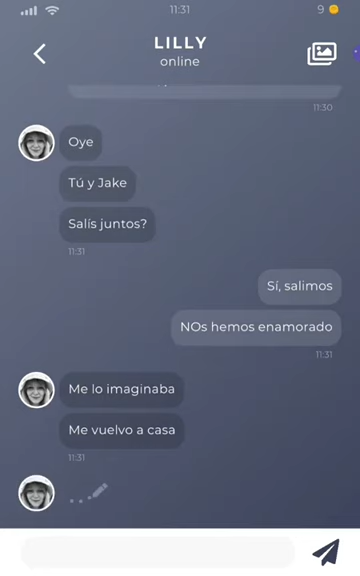 11:31
9
LILLY
online
11:30
Oye
Tú y Jake
Salís juntos?
11:31
Sí, salimos
NOs hemos enamorado
11:31
Me lo imaginaba
Me vuelvo a casa
11:31